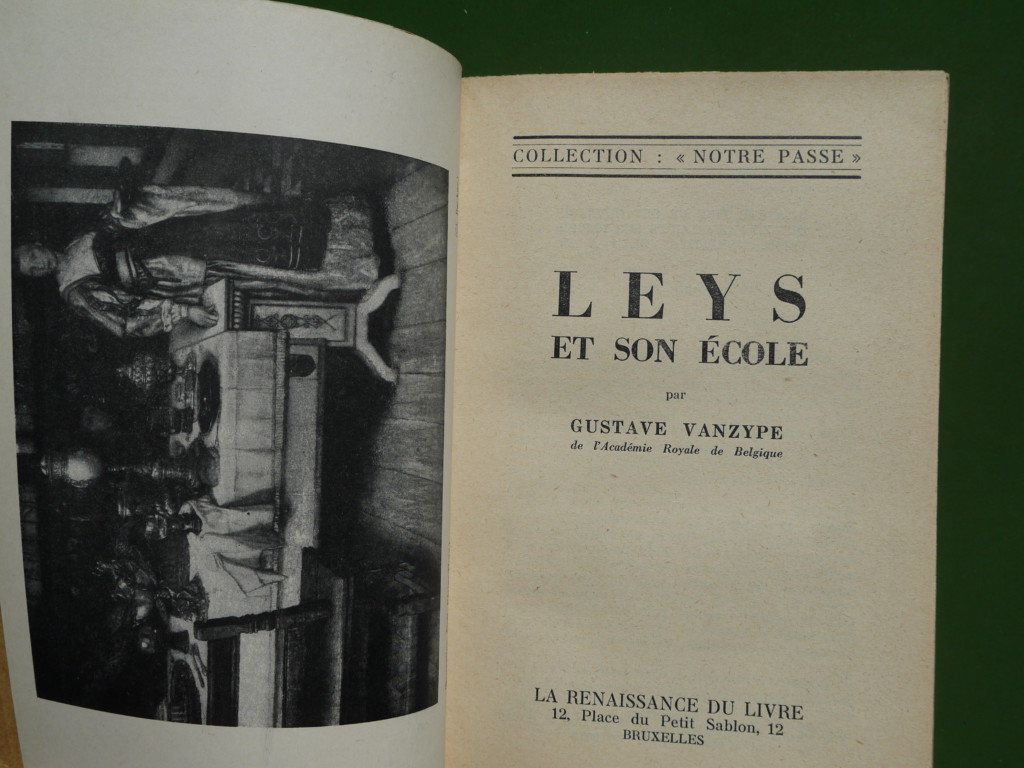 COLLECTION : « NOTRE PASSE »
LEYS
ET SON ÉCOLE
par
GUSTAVE VANZYPE
de l'Académie Royale de Belgique
LA RENAISSANCE DU LIVRE
12, Place du Petit Sablon, 12
BRUXELLES